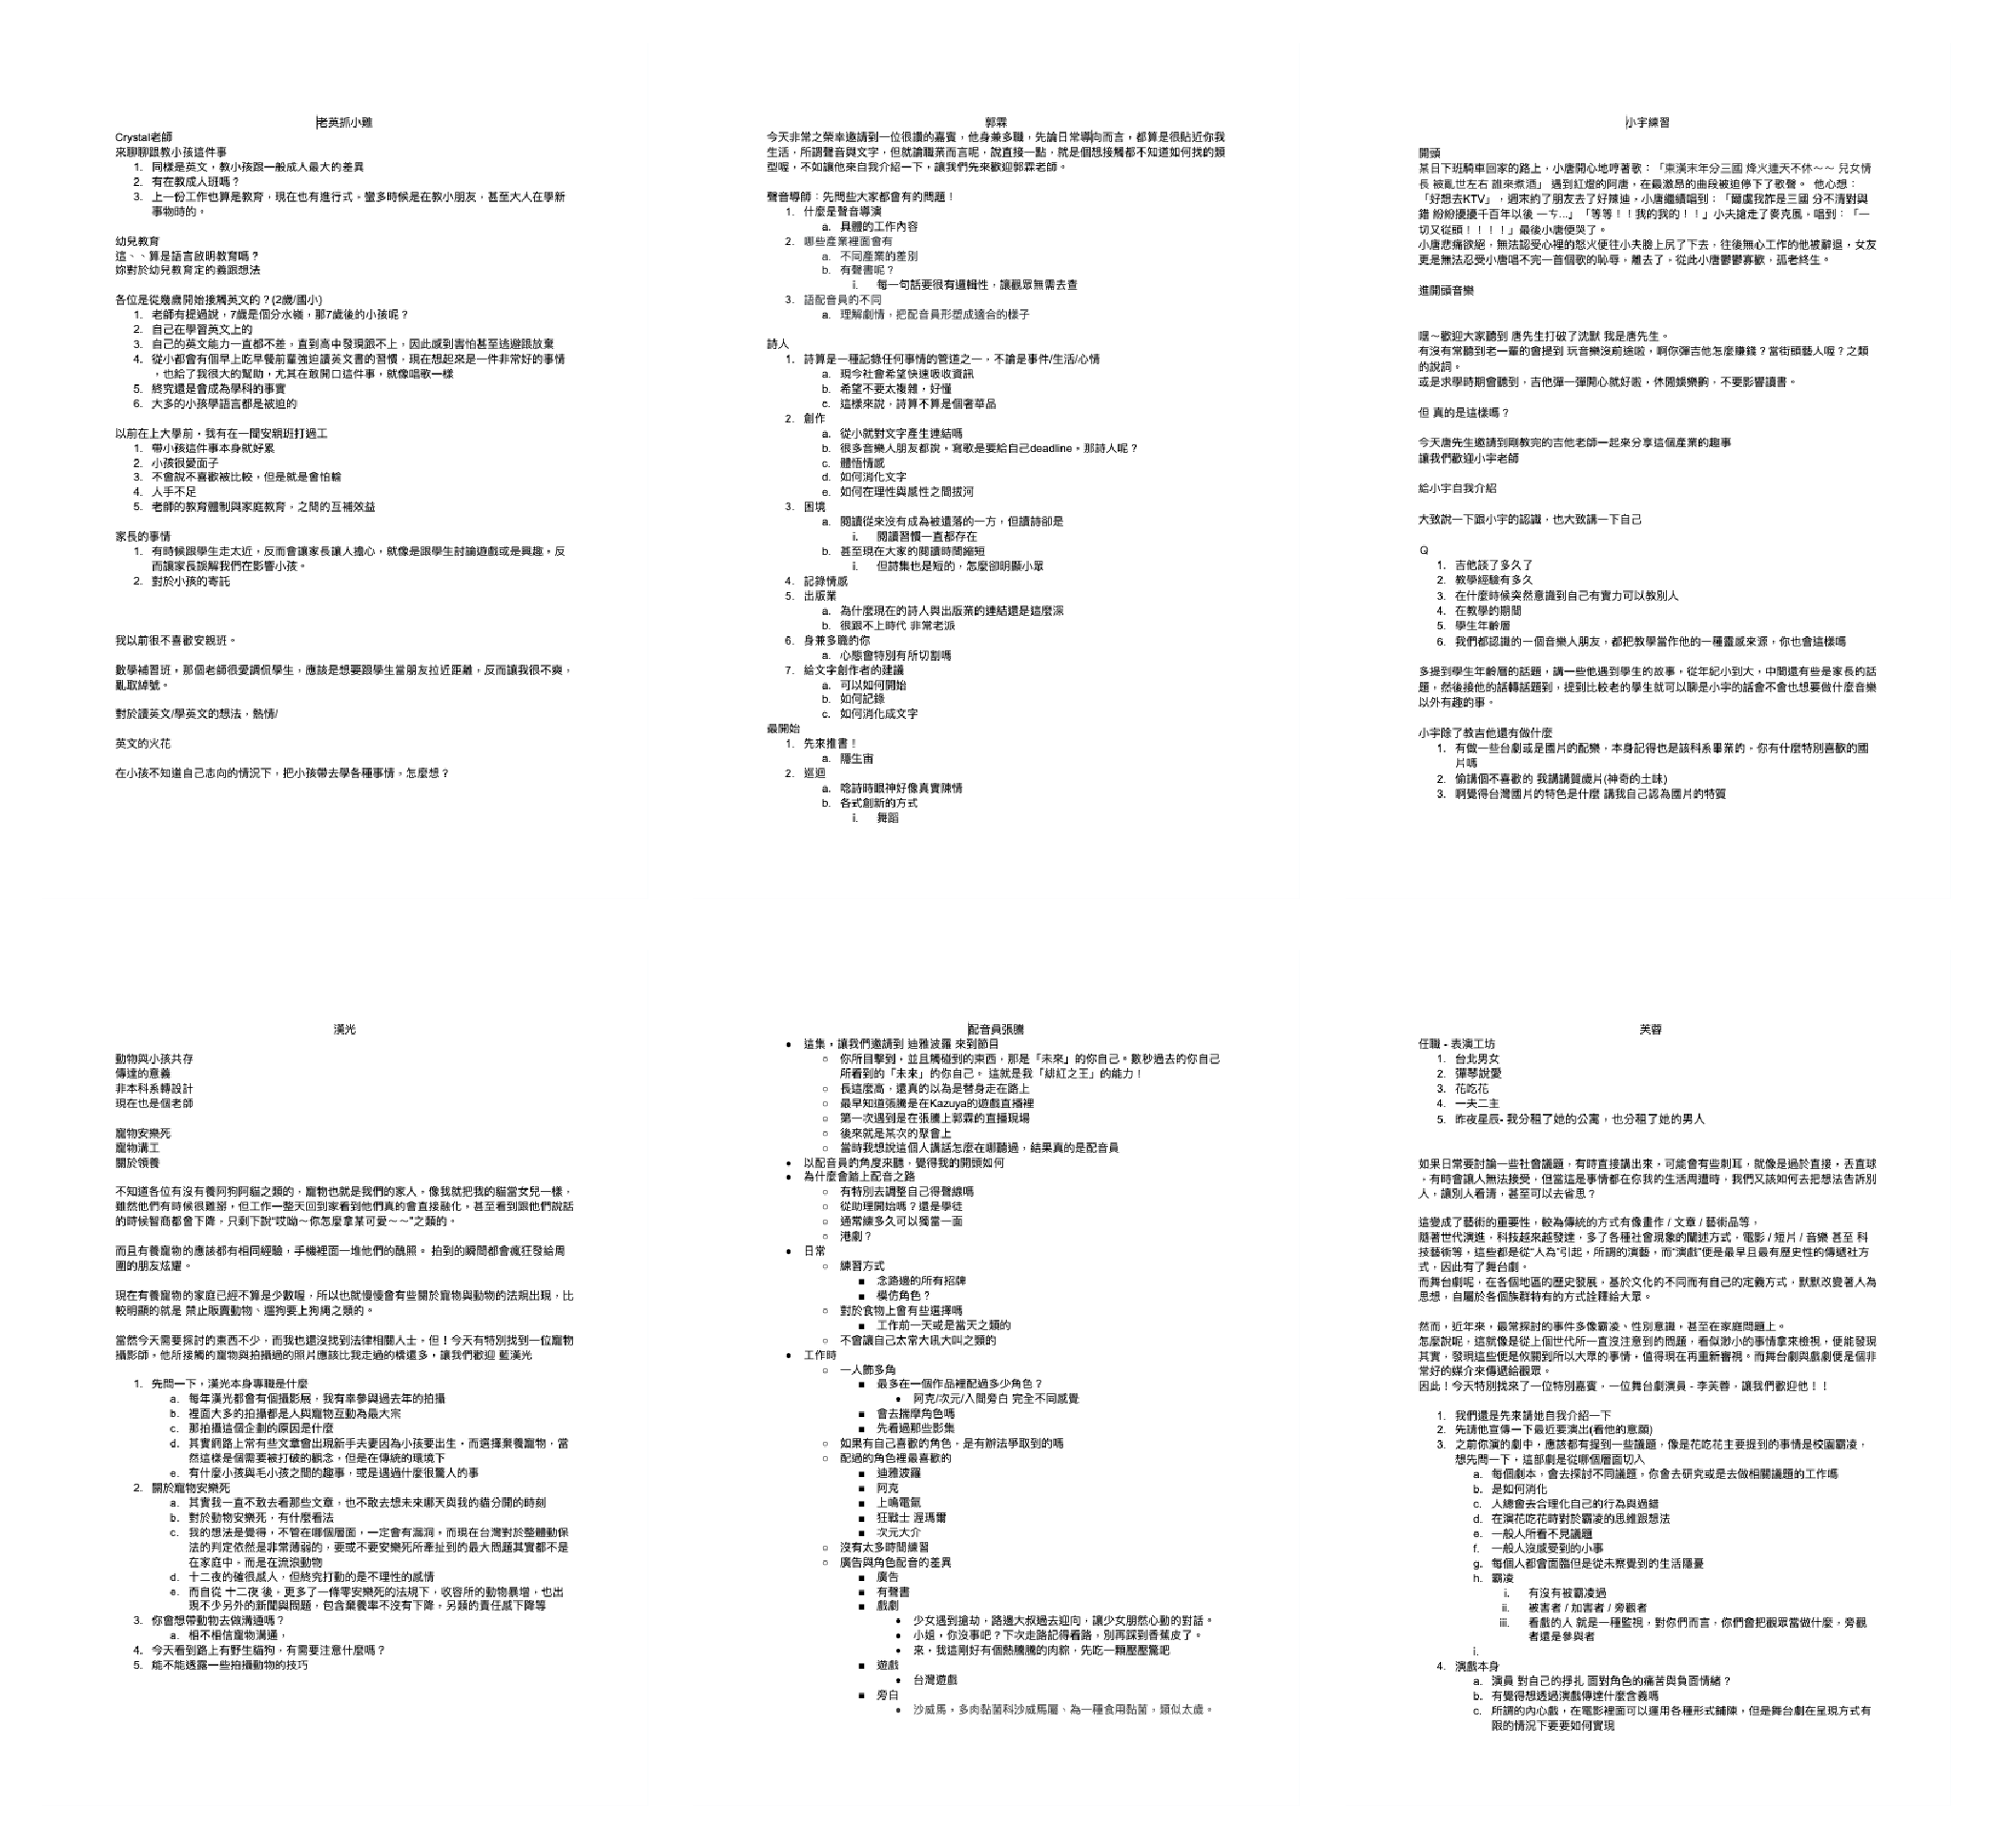 老英抓小雞
Crystal老師
來聊聊跟教小孩這件事
1. 同樣是英文，教小孩跟一般成人最大的差異
2. 有在教成人班嗎？
3. 上一份工作也算是教育，現在也有進行式。蠻多時候是在教小朋友，甚至大人在學新
事物時的。
幼兒教育
這、、算是語言啟明教育嗎？
妳對於幼兒教育定的義跟想法
各位是從幾歲開始接觸英文的？(2歲/國小)
1. 老師有提過說，7歲是個分水嶺，那7歲後的小孩呢？
2. 自己在學習英文上的
3. 自己的英文能力一直都不差，直到高中發現跟不上，因此感到害怕甚至逃避跟放棄
4. 從小都會有個早上吃早餐前輩強迫讀英文書的習慣，現在想起來是一件非常好的事情
，也給了我很大的幫助，尤其在敢開口這件事，就像唱歌一樣
5. 終究還是會成為學科的事實
6. 大多的小孩學語言都是被迫的
以前在上大學前，我有在一間安親班打過工
1. 帶小孩這件事本身就好累
2. 小孩很愛面子
3. 不會說不喜歡被比較，但是就是會怕輸
4. 人手不足
5. 老師的教育體制與家庭教育，之間的互補效益
家長的事情
1. 有時候跟學生走太近，反而會讓家長讓人擔心，就像是跟學生討論遊戲或是興趣，反
而讓家長誤解我們在影響小孩。
2. 對於小孩的寄託
我以前很不喜歡安親班。
數學補習班，那個老師很愛調侃學生，應該是想要跟學生當朋友拉近距離，反而讓我很不爽，
亂取綽號。
對於讀英文/學英文的想法，熱情/
英文的火花
在小孩不知道自己志向的情況下，把小孩帶去學各種事情，怎麼想？
郭霖
今天非常之榮幸邀請到一位很讚的嘉賓，他身兼多職，先論日常導向而言，都算是很貼近你我
生活，所謂聲音與文字，但就論職業而言呢，說直接一點，就是個想接觸都不知道如何找的類
型喔，不如讓他來自我介紹一下，讓我們先來歡迎郭霖老師。
聲音導師：先問些大家都會有的問題！
1. 什麼是聲音導演
a. 具體的工作內容
2. 哪些產業裡面會有
a. 不同產業的差別
b. 有聲書呢？
i. 每一句話要很有邏輯性，讓觀眾無需去查
3. 語配音員的不同
a. 理解劇情，把配音員形塑成適合的樣子
詩人
1. 詩算是一種記錄任何事情的管道之一，不論是事件/生活/心情
a. 現今社會希望快速吸收資訊
b. 希望不要太複雜，好懂
c. 這樣來說，詩算不算是個奢華品
2. 創作
a. 從小就對文字產生連結嗎
b. 很多音樂人朋友都說，寫歌是要給自己deadline，那詩人呢？
c. 體悟情感
d. 如何消化文字
e. 如何在理性與感性之間拔河
3. 困境
a. 閱讀從來沒有成為被遺落的一方，但讀詩卻是
i. 閱讀習慣一直都存在
b. 甚至現在大家的閱讀時間縮短
i. 但詩集也是短的，怎麼卻明顯小眾
4. 記錄情感
5. 出版業
a. 為什麼現在的詩人與出版業的連結還是這麼深
b. 很跟不上時代 非常老派
6. 身兼多職的你
a. 心態會特別有所切割嗎
7. 給文字創作者的建議
a. 可以如何開始
b. 如何記錄
c. 如何消化成文字
最開始
1. 先來推書！
a. 隱生宙
2. 巡迴
a. 唸詩時眼神好像真實陳情
b. 各式創新的方式
i. 舞蹈
小宇練習
開頭
某日下班騎車回家的路上，小唐開心地哼著歌：「東漢末年分三國 烽火連天不休～～ 兒女情
長 被亂世左右 誰來煮酒」 遇到紅燈的阿唐，在最激昂的曲段被迫停下了歌聲。 他心想：
「好想去KTV」，週末約了朋友去了好辣迪，小唐繼續唱到：「爾虞我詐是三國 分不清對與
錯 紛紛擾擾千百年以後 一ㄘ...」「等等！！我的我的！！」小夫搶走了麥克風，唱到：「一
切又從頭！！！！」最後小唐便哭了。
小唐悲痛欲絕，無法認受心裡的怒火便往小夫臉上尻了下去，往後無心工作的他被辭退，女友
更是無法忍受小唐唱不完一首個歌的恥辱，離去了，從此小唐鬱鬱寡歡，孤老終生。
進開頭音樂
嘿～歡迎大家聽到 唐先生打破了沈默 我是唐先生。
有沒有常聽到老一輩的會提到 玩音樂沒前途啦，啊你彈吉他怎麼賺錢？當街頭藝人喔？之類
的說詞。
或是求學時期會聽到，吉他彈一彈開心就好啦，休閒娛樂齁，不要影響讀書。
但 真的是這樣嗎？
今天唐先生邀請到剛教完的吉他老師一起來分享這個產業的趣事
讓我們歡迎小宇老師
給小宇自我介紹
大致說一下跟小宇的認識，也大致講一下自己
Q
1. 吉他談了多久了
2. 教學經驗有多久
3. 在什麼時候突然意識到自己有實力可以教別人
4. 在教學的期間
5. 學生年齡層
6. 我們都認識的一個音樂人朋友，都把教學當作他的一種靈感來源，你也會這樣嗎
多提到學生年齡層的話題，講一些他遇到學生的故事，從年紀小到大，中間還有些是家長的話
題，然後接他的話轉話題到，提到比較老的學生就可以聊是小宇的話會不會也想要做什麼音樂
以外有趣的事。
小宇除了教吉他還有做什麼
1. 有做一些台劇或是國片的配樂，本身記得也是該科系畢業的，你有什麼特別喜歡的國
片嗎
2. 偷講個不喜歡的 我講講賀歲片(神奇的土味)
3. 啊覺得台灣國片的特色是什麼 講我自己認為國片的特質
漢光
動物與小孩共存
傳達的意義
非本科系轉設計
現在也是個老師
寵物安樂死
寵物溝工
關於領養
不知道各位有沒有養阿狗阿貓之類的，寵物也就是我們的家人，像我就把我的貓當女兒一樣，
雖然他們有時候很難搞，但工作一整天回到家看到他們真的會直接融化，甚至看到跟他們說話
的時候智商都會下降，只剩下說“哎呦～你怎麼拿某可愛～～”之類的。
而且有養寵物的應該都有相同經驗，手機裡面一堆他們的醜照。 拍到的瞬間都會瘋狂發給周
圍的朋友炫耀。
現在有養寵物的家庭已經不算是少數喔，所以也就慢慢會有些關於寵物與動物的法規出現，比
較明顯的就是 禁止販賣動物、遛狗要上狗繩之類的。
當然今天需要探討的東西不少，而我也還沒找到法律相關人士，但！今天有特別找到一位寵物
攝影師，他所接觸的寵物與拍攝過的照片應該比我走過的橋還多，讓我們歡迎 藍漢光
1. 先問一下，漢光本身專職是什麼
a. 每年漢光都會有個攝影展，我有幸參與過去年的拍攝
b. 裡面大多的拍攝都是人與寵物互動為最大宗
c. 那拍攝這個企劃的原因是什麼
d. 其實網路上常有些文章會出現新手夫妻因為小孩要出生，而選擇棄養寵物，當
然這樣是個需要被打破的觀念，但是在傳統的環境下
e. 有什麼小孩與毛小孩之間的趣事，或是遇過什麼很驚人的事
2. 關於寵物安樂死
a. 其實我一直不敢去看那些文章，也不敢去想未來哪天與我的貓分開的時刻
b. 對於動物安樂死，有什麼看法
c. 我的想法是覺得，不管在哪個層面，一定會有漏洞，而現在台灣對於整體動保
法的判定依然是非常薄弱的，要或不要安樂死所牽扯到的最大問題其實都不是
在家庭中，而是在流浪動物
d. 十二夜的確很感人，但終究打動的是不理性的感情
e. 而自從 十二夜 後，更多了一條零安樂死的法規下，收容所的動物暴增，也出
現不少另外的新聞與問題，包含棄養率不沒有下降，另類的責任感下降等
3. 你會想帶動物去做溝通嗎？
a. 相不相信寵物溝通，
4. 今天看到路上有野生貓狗，有需要注意什麼嗎？
5. 能不能透露一些拍攝動物的技巧
配音員張騰
● 這集，讓我們邀請到 迪雅波羅 來到節目
○ 你所目擊到，並且觸碰到的東西，那是「未來」的你自己。數秒過去的你自己
所看到的「未來」的你自己。 這就是我「緋紅之王」的能力！
○ 長這麼高，還真的以為是替身走在路上
○ 最早知道張騰是在Kazuya的遊戲直播裡
○ 第一次遇到是在張騰上郭霖的直播現場
○ 後來就是某次的聚會上
○ 當時我想說這個人講話怎麼在哪聽過，結果真的是配音員
● 以配音員的角度來聽，覺得我的開頭如何
● 為什麼會踏上配音之路
○ 有特別去調整自己得聲線嗎
○ 從助理開始嗎？還是學徒
○ 通常練多久可以獨當一面
○ 港劇？
● 日常
○ 練習方式
■ 念路邊的所有招牌
■ 模仿角色？
○ 對於食物上會有些選擇嗎
■ 工作前一天或是當天之類的
○ 不會讓自己太常大吼大叫之類的
● 工作時
○ 一人飾多角
■ 最多在一個作品裡配過多少角色？
● 阿克/次元/入間旁白 完全不同感覺
■ 會去揣摩角色嗎
■ 先看過那些影集
○ 如果有自己喜歡的角色，是有辦法爭取到的嗎
○ 配過的角色裡最喜歡的
■ 迪雅波羅
■ 阿克
■ 上鳴電氣
■ 狂戰士 渥瑪爾
■ 次元大介
○ 沒有太多時間練習
○ 廣告與角色配音的差異
■ 廣告
■ 有聲書
■ 戲劇
● 少女遇到搶劫，路邊大叔過去迎向，讓少女怦然心動的對話。
● 小姐，你沒事吧？下次走路記得看路，別再踩到香蕉皮了。
● 來，我這剛好有個熱騰騰的肉粽，先吃一顆壓壓驚吧
■ 遊戲
● 台灣遊戲
■ 旁白
● 沙威馬，多肉黏菌科沙威馬屬、為一種食用黏菌，類似太歲。
芙蓉
任職 - 表演工坊
1. 台北男女
2. 彈琴說愛
3. 花吃花
4. 一夫二主
5. 昨夜星辰- 我分租了她的公寓，也分租了她的男人
如果日常要討論一些社會議題，有時直接講出來，可能會有些刺耳，就像是過於直接，丟直球
，有時會讓人無法接受，但當這是事情都在你我的生活周遭時，我們又該如何去把想法告訴別
人，讓別人看清，甚至可以去省思？
這變成了藝術的重要性，較為傳統的方式有像畫作 / 文章 / 藝術品等，
隨著世代演進，科技越來越發達，多了各種社會現象的闡述方式，電影 / 短片 / 音樂 甚至 科
技藝術等，這些都是從“人為”引起，所謂的演藝，而“演戲”便是最早且最有歷史性的傳遞社方
式，因此有了舞台劇。
而舞台劇呢，在各個地區的歷史發展，基於文化的不同而有自己的定義方式，默默改變著人為
思想，自屬於各個族群特有的方式詮釋給大眾。
然而，近年來，最常探討的事件多像霸凌、性別意識，甚至在家庭問題上。
怎麼說呢，這就像是從上個世代所一直沒注意到的問題，看似渺小的事情拿來檢視，便能發現
其實，發現這些便是攸關到所以大眾的事情，值得現在再重新審視。而舞台劇與戲劇便是個非
常好的媒介來傳遞給觀眾。
因此！今天特別找來了一位特別嘉賓，一位舞台劇演員 - 李芙蓉，讓我們歡迎他！！
1. 我們還是先來請她自我介紹一下
2. 先請他宣傳一下最近要演出(看他的意願)
3. 之前你演的劇中，應該都有提到一些議題，像是花吃花主要提到的事情是校園霸凌，
想先問一下，這部劇是從哪個層面切入
a. 每個劇本，會去探討不同議題，你會去研究或是去做相關議題的工作嗎
b. 是如何消化
c. 人總會去合理化自己的行為與過錯
d. 在演花吃花時對於霸凌的思維跟想法
e. 一般人所看不見議題
f. 一般人沒感受到的小事
g. 每個人都會面臨但是從未察覺到的生活隱憂
h. 霸凌
i. 有沒有被霸凌過
ii. 被害者 / 加害者 / 旁觀者
iii. 看戲的人 就是一種監視，對你們而言，你們會把觀眾當做什麼，旁觀
者還是參與者
i.
4. 演戲本身
a. 演員 對自己的掙扎 面對角色的痛苦與負面情緒？
b. 有覺得想透過演戲傳達什麼含義嗎
c. 所謂的內心戲，在電影裡面可以運用各種形式鋪陳，但是舞台劇在呈現方式有
限的情況下要要如何實現